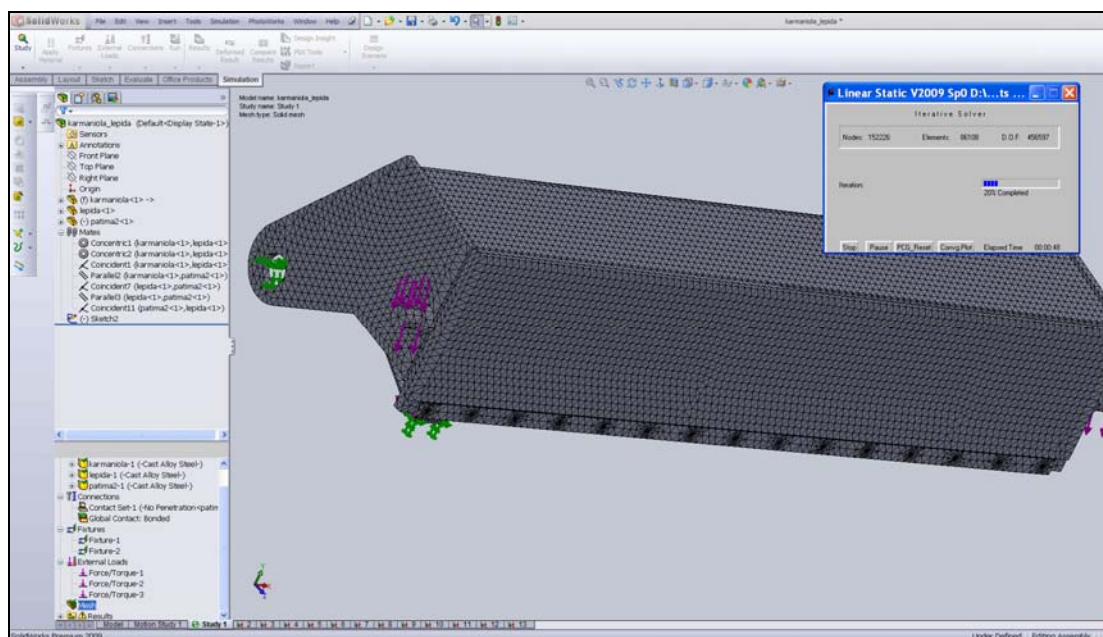 SolidWorks File Edit View Insert Tools Simulation PhotoWorks Window Help
karmaniola_lepida *
Study
Apply Material
Fixtures
External Loads
Connections
Run
Results
Deformed Result
Compare Results
Design Insight
Plot Tools
Report
Design Scenario
Assembly Layout Sketch Evaluate Office Products Simulation
Model name: karmaniola_lepida
Study name: Study 1
Mesh type: Solid mesh
karmaniola_lepida (Default<Display State-1>)
Sensors
Annotations
Front Plane
Top Plane
Right Plane
Origin
(f) karmaniola<1> ->
lepida<1>
(-) patima2<1>
Mates
Concentric1 (karmaniola<1>,lepida<1>
Concentric2 (karmaniola<1>,lepida<1>
Coincident1 (karmaniola<1>,lepida<1>
Parallel2 (karmaniola<1>,patima2<1>)
Coincident7 (lepida<1>,patima2<1>)
Parallel3 (lepida<1>,patima2<1>)
Coincident11 (patima2<1>,lepida<1>)
(-) Sketch2
Linear Static V2009 Sp0 D:\...ts ...
Iterative Solver
Nodes: 152226 Elements: D.O.F: 456597
Iteration:
20% Completed
Stop Pause PCG_Reset Convg.Plot Elapsed Time 00:00:48
karmaniola-1 (-Cast Alloy Steel-)
lepida-1 (-Cast Alloy Steel-)
patima2-1 (-Cast Alloy Steel-)
Connections
Contact Set-1 (-No Penetration<patim
Global Contact: Bonded
Fixtures
Fixture-1
Fixture-2
External Loads
Force/Torque-1
Force/Torque-2
Force/Torque-3
Mesh
Results
Model Motion Study 1 Study 1
SolidWorks Premium 2009
Under Defined Editing Assembly